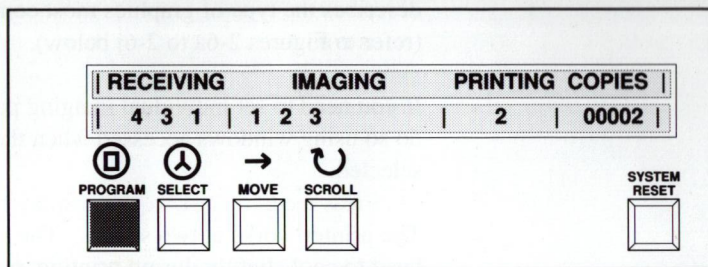 | RECEIVING IMAGING PRINTING COPIES |
| 4 3 1 | 1 2 3 | 2 | 00002 |
PROGRAM SELECT MOVE SCROLL SYSTEM RESET